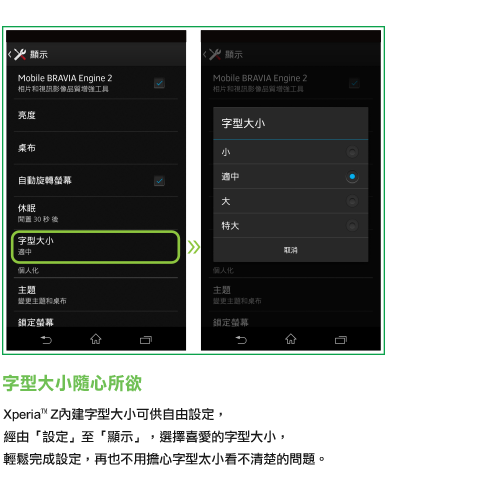 顯示
Mobile BRAVIA Engine 2
相片和視訊影像品質增強工具
亮度
桌布
自動旋轉螢幕
休眠
閒置 30 秒 後
字型大小
適中
個人化
主題
變更主題和桌布
鎖定螢幕
顯示
Mobile BRAVIA Engine 2
相片和視訊影像品質增強工具
字型大小
小
適中
大
特大
取消
個人化
主題
變更主題和桌布
鎖定螢幕
字型大小隨心所欲
Xperia™ Z內建字型大小可供自由設定，
經由「設定」至「顯示」，選擇喜愛的字型大小，
輕鬆完成設定，再也不用擔心字型太小看不清楚的問題。